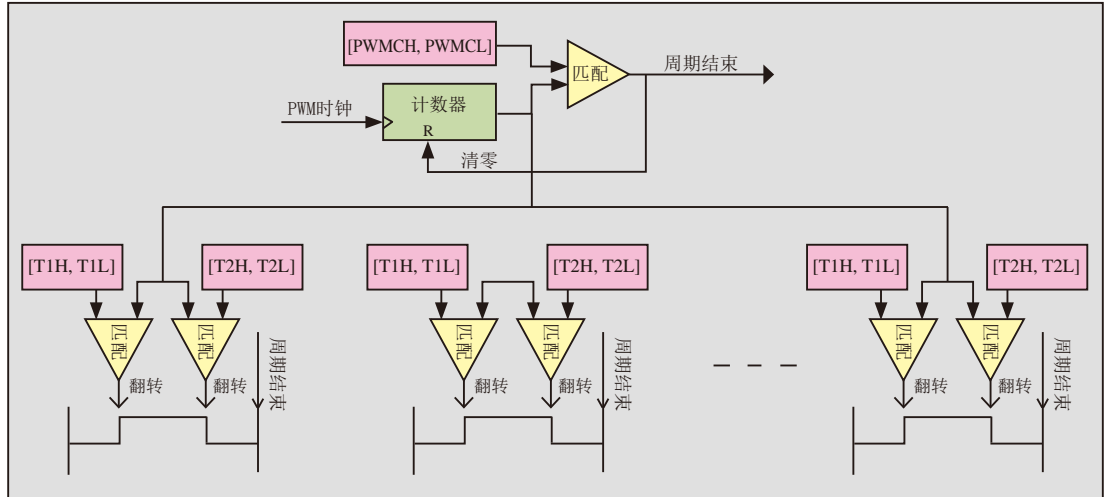 [PWMCH, PWMCL]
匹配
周期结束
PWM时钟
计数器
R
清零
[T1H, T1L]
[T2H, T2L]
[T1H, T1L]
[T2H, T2L]
[T1H, T1L]
[T2H, T2L]
匹配
匹配
周期结束
匹配
匹配
周期结束
匹配
匹配
周期结束
翻转
翻转
翻转
翻转
翻转
翻转